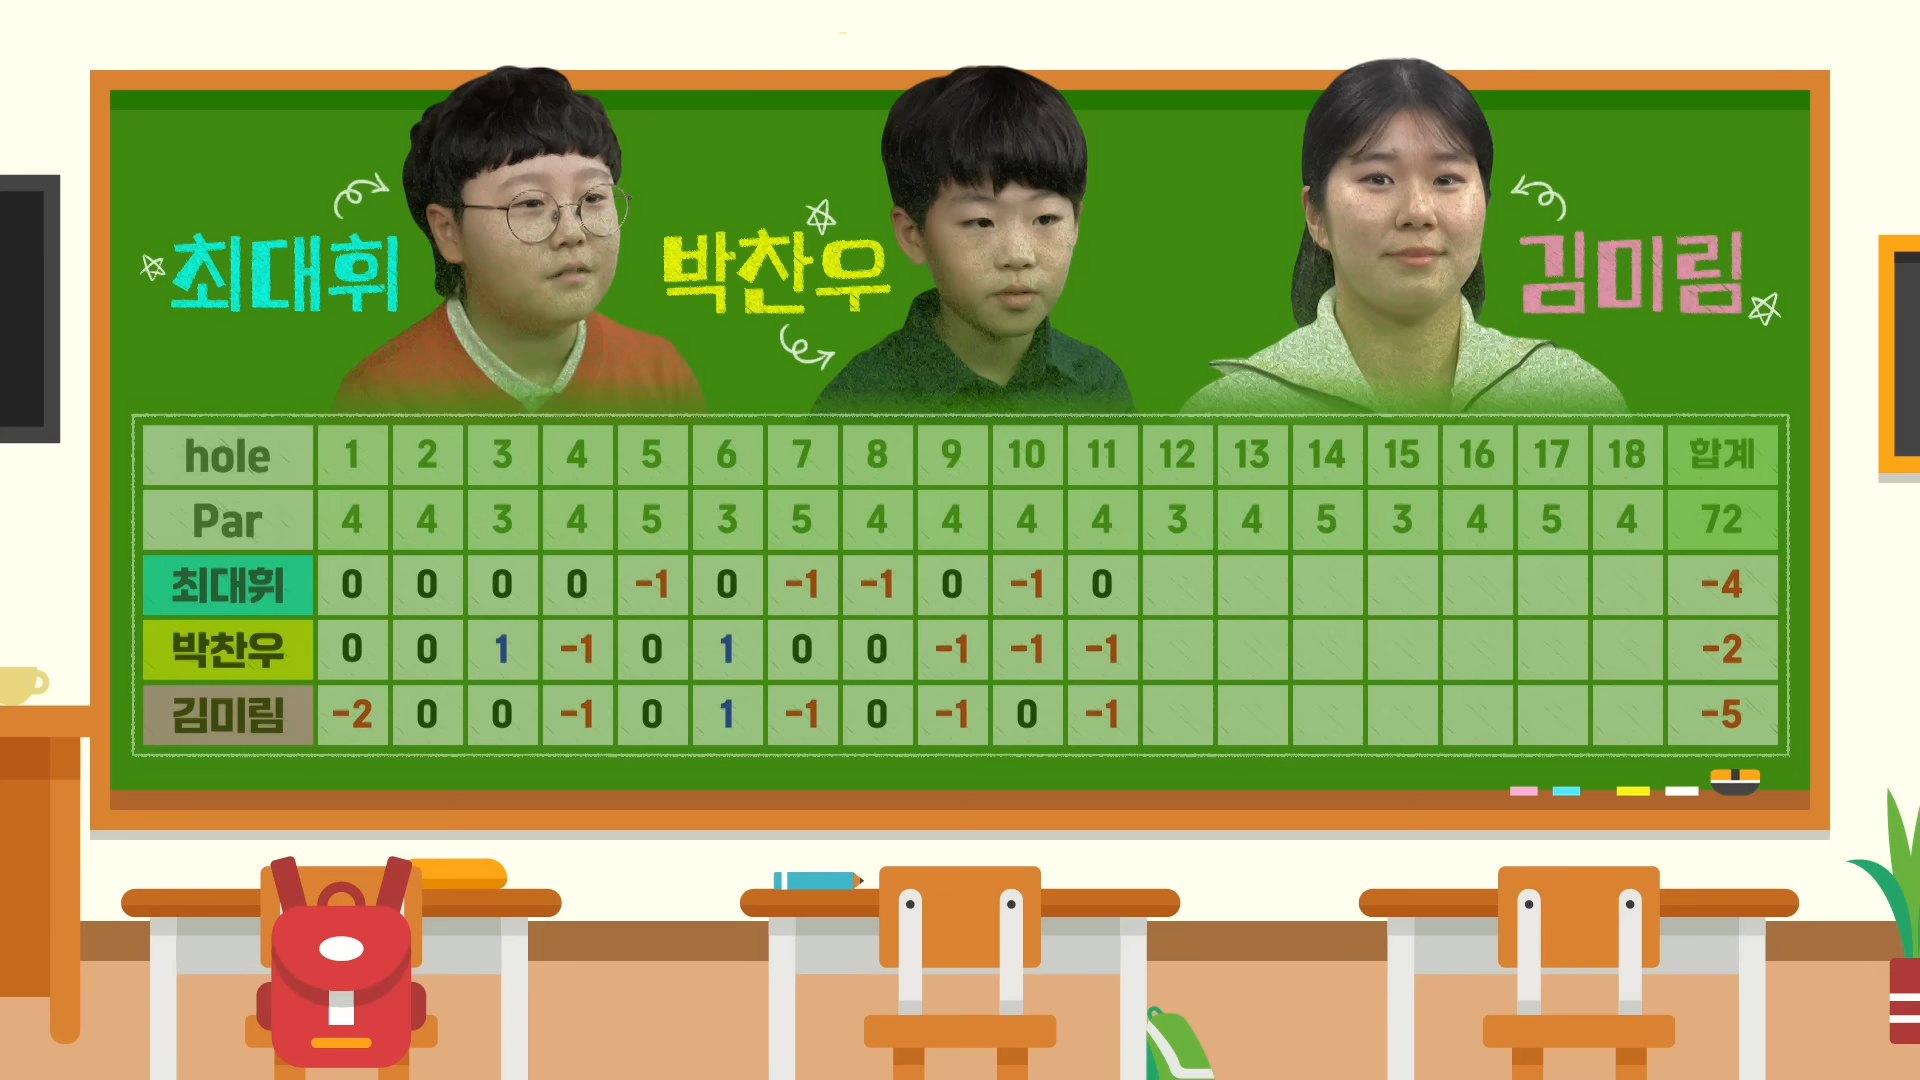 최대휘 박찬우 김미림
hole 1 2 3 4 5 6 7 8 9 10 11 12 13 14 15 16 17 18 합계
Par 4 4 3 4 5 3 5 4 4 4 4 3 4 5 3 4 5 4 72
최대휘 0 0 0 0 -1 0 -1 -1 0 -1 0 -4
박찬우 0 0 1 -1 0 1 0 0 -1 -1 -1 -2
김미림 -2 0 0 -1 0 1 -1 0 -1 0 -1 -5